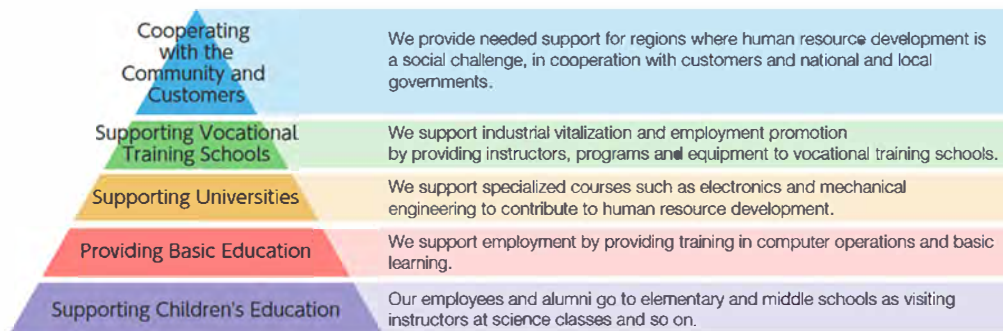 Cooperating
with the
Community and
Customers
We provide needed support for regions where human resource development is
a social challenge, in cooperation with customers and national and local
governments.
Supporting Vocational
Training Schools
We support industrial vitalization and employment promotion
by providing instructors, programs and equipment to vocational training schools.
Supporting Universities
We support specialized courses such as electronics and mechanical
engineering to contribute to human resource development.
Providing Basic Education
We support employment by providing training in computer operations and basic
learning.
Supporting Children's Education
Our employees and alumni go to elementary and middle schools as visiting
instructors at science classes and so on.